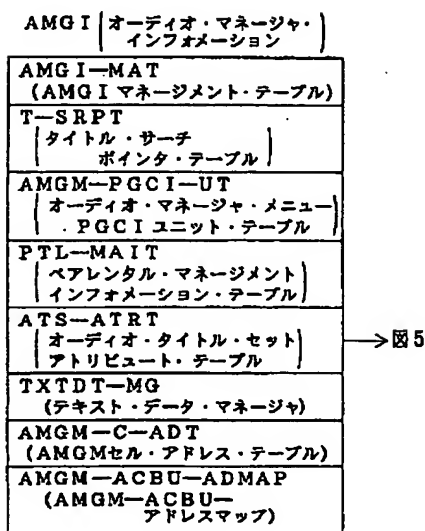 AMGI(オーディオ・マネージャ・
インフォメーション)
AMGI—MAT
(AMGIマネージメント・テーブル)
T—SRPT
(タイトル・サーチ
ポインタ・テーブル)
AMGM—PGCI—UT
(オーディオ・マネージャ・メニュー
PGCIユニット・テーブル)
PTL—MAIT
(ペアレンタル・マネージメント
インフォメーション・テーブル)
ATS—ATRT
(オーディオ・タイトル・セット
アトリビュート・テーブル)
→図5
TXTDT—MG
(テキスト・データ・マネージャ)
AMGM—C—ADT
(AMGMセル・アドレス・テーブル)
AMGM—ACBU—ADMAP
(AMGM—ACBU—
アドレスマップ)